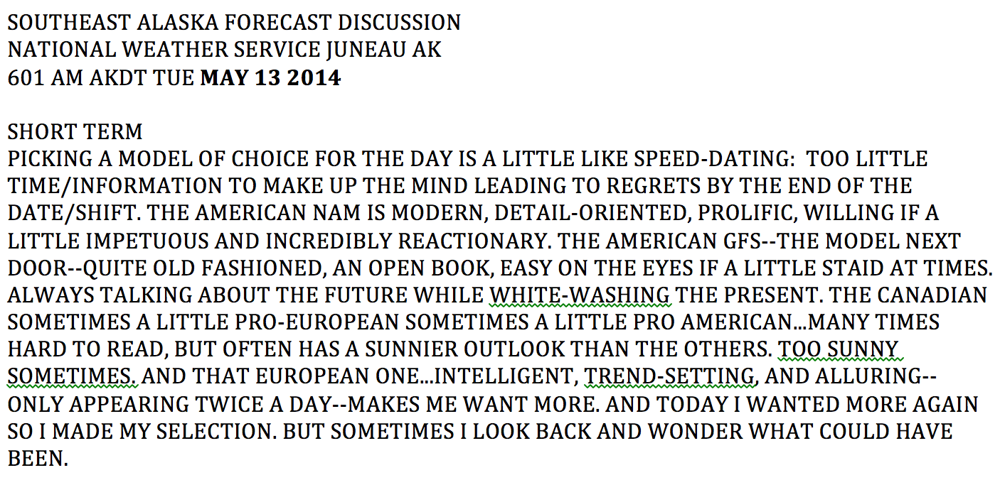 SOUTHEAST ALASKA FORECAST DISCUSSION
NATIONAL WEATHER SERVICE JUNEAU AK
601 AM AKDT TUE MAY 13 2014
SHORT TERM
PICKING A MODEL OF CHOICE FOR THE DAY IS A LITTLE LIKE SPEED-DATING:  TOO LITTLE
TIME/INFORMATION TO MAKE UP THE MIND LEADING TO REGRETS BY THE END OF THE
DATE/SHIFT. THE AMERICAN NAM IS MODERN, DETAIL-ORIENTED, PROLIFIC, WILLING IF A
LITTLE IMPETUOUS AND INCREDIBLY REACTIONARY. THE AMERICAN GFS--THE MODEL NEXT
DOOR--QUITE OLD FASHIONED, AN OPEN BOOK, EASY ON THE EYES IF A LITTLE STAID AT TIMES.
ALWAYS TALKING ABOUT THE FUTURE WHILE WHITE-WASHING THE PRESENT. THE CANADIAN
SOMETIMES A LITTLE PRO-EUROPEAN SOMETIMES A LITTLE PRO AMERICAN...MANY TIMES
HARD TO READ, BUT OFTEN HAS A SUNNIER OUTLOOK THAN THE OTHERS. TOO SUNNY
SOMETIMES. AND THAT EUROPEAN ONE...INTELLIGENT, TREND-SETTING, AND ALLURING--
ONLY APPEARING TWICE A DAY--MAKES ME WANT MORE. AND TODAY I WANTED MORE AGAIN
SO I MADE MY SELECTION. BUT SOMETIMES I LOOK BACK AND WONDER WHAT COULD HAVE
BEEN.